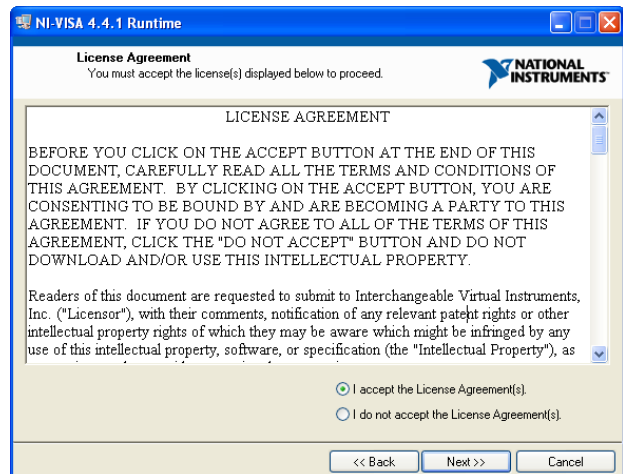 NI-VISA 4.4.1 Runtime
License Agreement
You must accept the license(s) displayed below to proceed.
NATIONAL
INSTRUMENTS™
LICENSE AGREEMENT
BEFORE YOU CLICK ON THE ACCEPT BUTTON AT THE END OF THIS
DOCUMENT, CAREFULLY READ ALL THE TERMS AND CONDITIONS OF
THIS AGREEMENT.  BY CLICKING ON THE ACCEPT BUTTON, YOU ARE
CONSENTING TO BE BOUND BY AND ARE BECOMING A PARTY TO THIS
AGREEMENT.  IF YOU DO NOT AGREE TO ALL OF THE TERMS OF THIS
AGREEMENT, CLICK THE "DO NOT ACCEPT" BUTTON AND DO NOT
DOWNLOAD AND/OR USE THIS INTELLECTUAL PROPERTY.
Readers of this document are requested to submit to Interchangeable Virtual Instruments,
Inc. ("Licensor"), with their comments, notification of any relevant patent rights or other
intellectual property rights of which they may be aware which might be infringed by any
use of this intellectual property, software, or specification (the "Intellectual Property"), as
I accept the License Agreement(s).
I do not accept the License Agreement(s).
<< Back
Next >>
Cancel